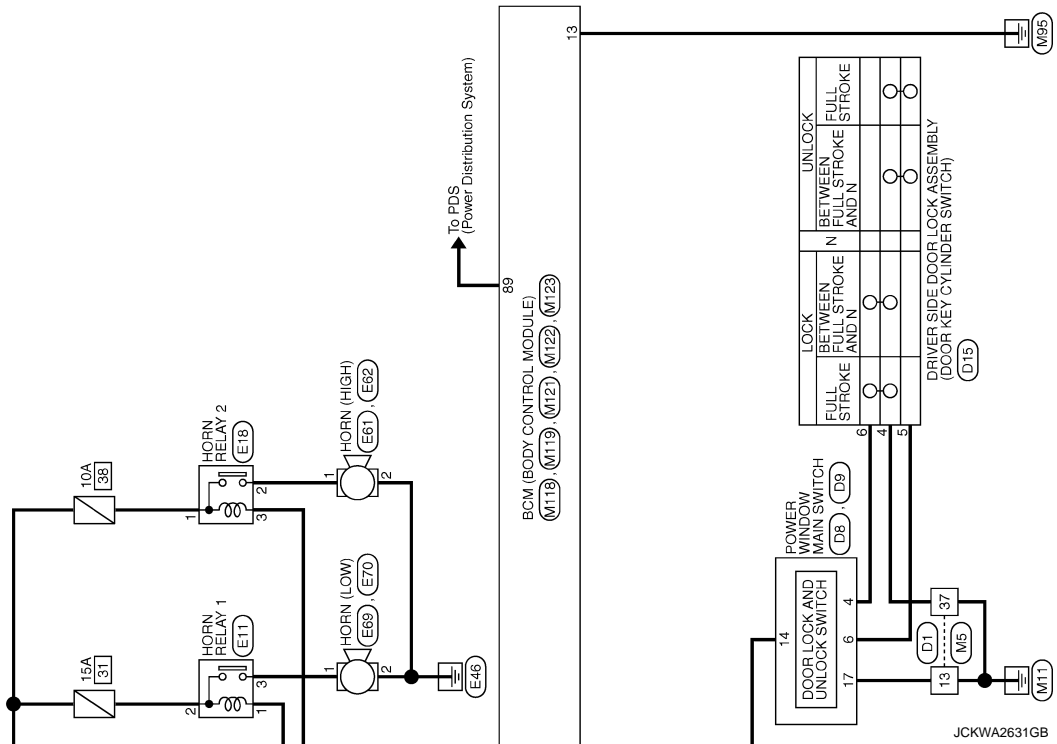 15A
31
10A
38
2
HORN
RELAY 1
E11
1
3
1
HORN
RELAY 2
E18
3
2
1
HORN (LOW)
E69 , E70
2
1
HORN (HIGH)
E61 , E62
2
E46
To PDS
(Power Distribution System)
89
BCM (BODY CONTROL MODULE)
M118 , M119 , M121 , M122 , M123
13
M95
POWER
WINDOW
MAIN SWITCH
D8 , D9
14
DOOR LOCK AND
UNLOCK SWITCH
17
6
4
D1
M5
13
37
M11
LOCK
N
UNLOCK
FULL
STROKE
BETWEEN
FULL STROKE
AND N
BETWEEN
FULL STROKE
AND N
FULL
STROKE
6
4
5
DRIVER SIDE DOOR LOCK ASSEMBLY
(DOOR KEY CYLINDER SWITCH)
D15
JCKWA2631GB